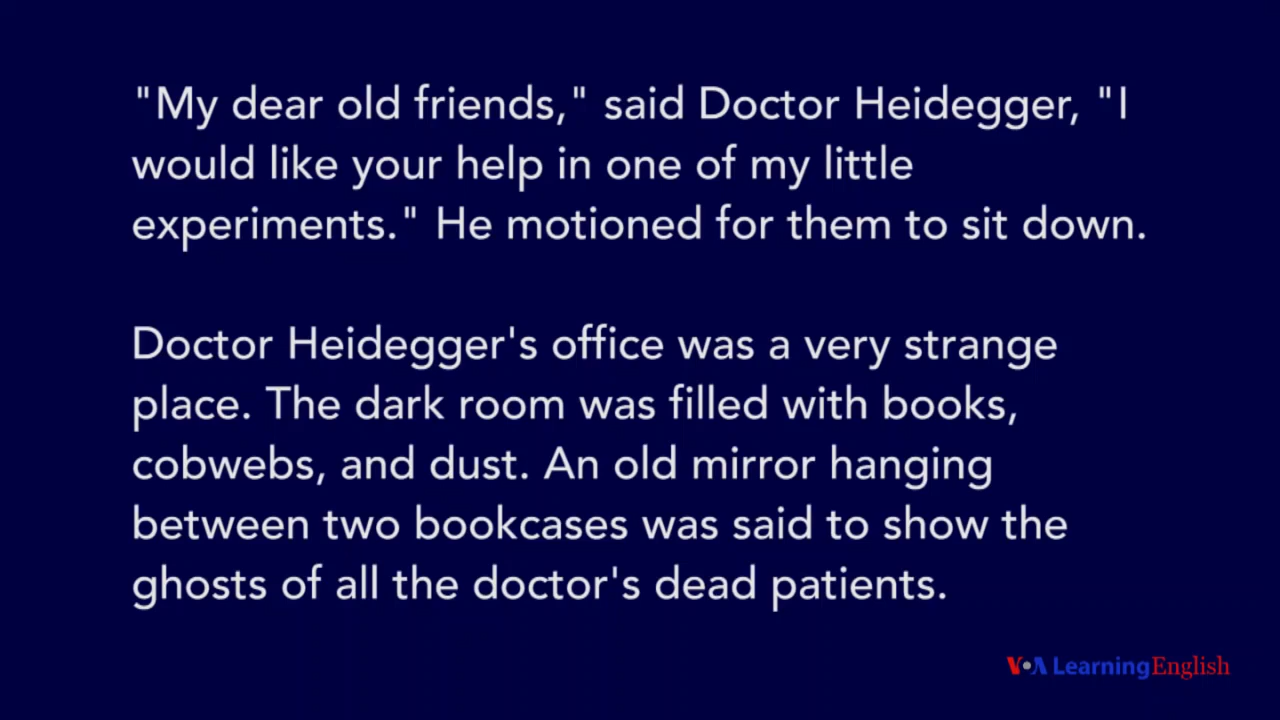 "My dear old friends," said Doctor Heidegger, "I
would like your help in one of my little
experiments." He motioned for them to sit down.
Doctor Heidegger's office was a very strange
place. The dark room was filled with books,
cobwebs, and dust. An old mirror hanging
between two bookcases was said to show the
ghosts of all the doctor's dead patients.
VOA LearningEnglish